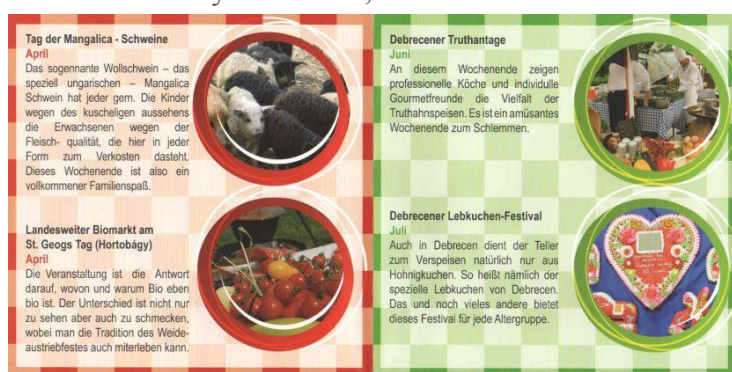 Tag der Mangalica - Schweine
April
Das sogennante Wollschwein – das
speziell ungarischen – Mangalica
Schwein hat jeder gern. Die Kinder
wegen des kuscheligen aussehens
die Erwachsenen wegen der
Fleisch- qualität, die hier in jeder
Form zum Verkosten dasteht.
Dieses Wochenende ist also ein
vollkommener Familienspaß.
Landesweiter Biomarkt am
St. Geogs Tag (Hortobágy)
April
Die Veranstaltung ist die Antwort
darauf, wovon und warum Bio eben
bio ist. Der Unterschied ist nicht nur
zu sehen aber auch zu schmecken,
wobei man die Tradition des Weide-
austriebfestes auch miterleben kann.
Debrecener Truthantage
Juni
An diesem Wochenende zeigen
professionelle Köche und individulle
Gourmetfreunde die Vielfalt der
Truthahnspeisen. Es ist ein amüsantes
Wochenende zum Schlemmen.
Debrecener Lebkuchen-Festival
Juli
Auch in Debrecen dient der Teller
zum Verspeisen natürlich nur aus
Hohnigkuchen. So heißt nämlich der
spezielle Lebkuchen von Debrecen.
Das und noch vieles andere bietet
dieses Festival für jede Altergruppe.